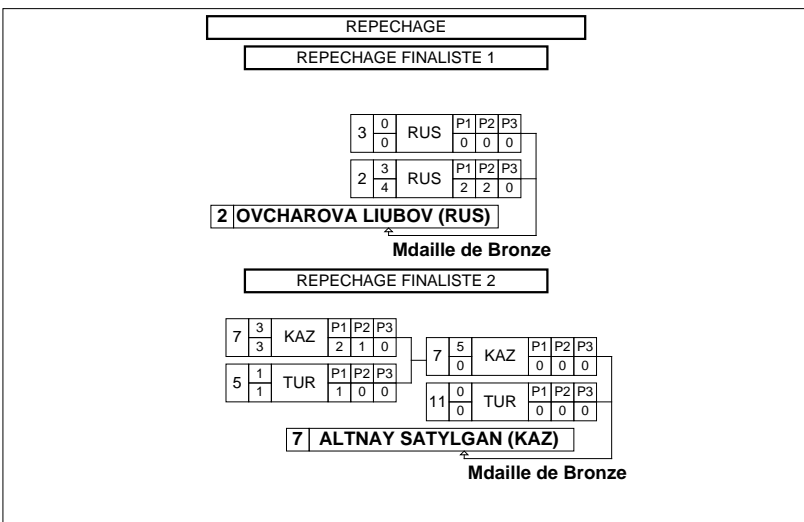 REPECHAGE
REPECHAGE FINALISTE 1
3 0 RUS P1 P2 P3
0 0 0 0
2 3 RUS P1 P2 P3
4 2 2 0
2 OVCHAROVA LIUBOV (RUS)
Mdaille de Bronze
REPECHAGE FINALISTE 2
7 3 KAZ P1 P2 P3
3 2 1 0
5 1 TUR P1 P2 P3
1 1 0 0
7 5 KAZ P1 P2 P3
0 0 0 0
11 0 TUR P1 P2 P3
0 0 0 0
7 ALTNAY SATYLGAN (KAZ)
Mdaille de Bronze